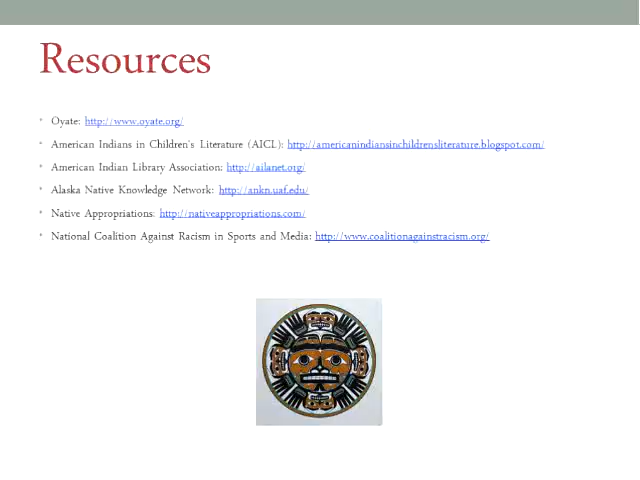 Resources
• Oyate: http://www.oyate.org/
• American Indians in Children's Literature (AICL): http://americanindiansinchildrensliterature.blogspot.com/
• American Indian Library Association: http://ailanet.org/
• Alaska Native Knowledge Network: http://ankn.uaf.edu/
• Native Appropriations: http://nativeappropriations.com/
• National Coalition Against Racism in Sports and Media: http://www.coalitionagainstracism.org/